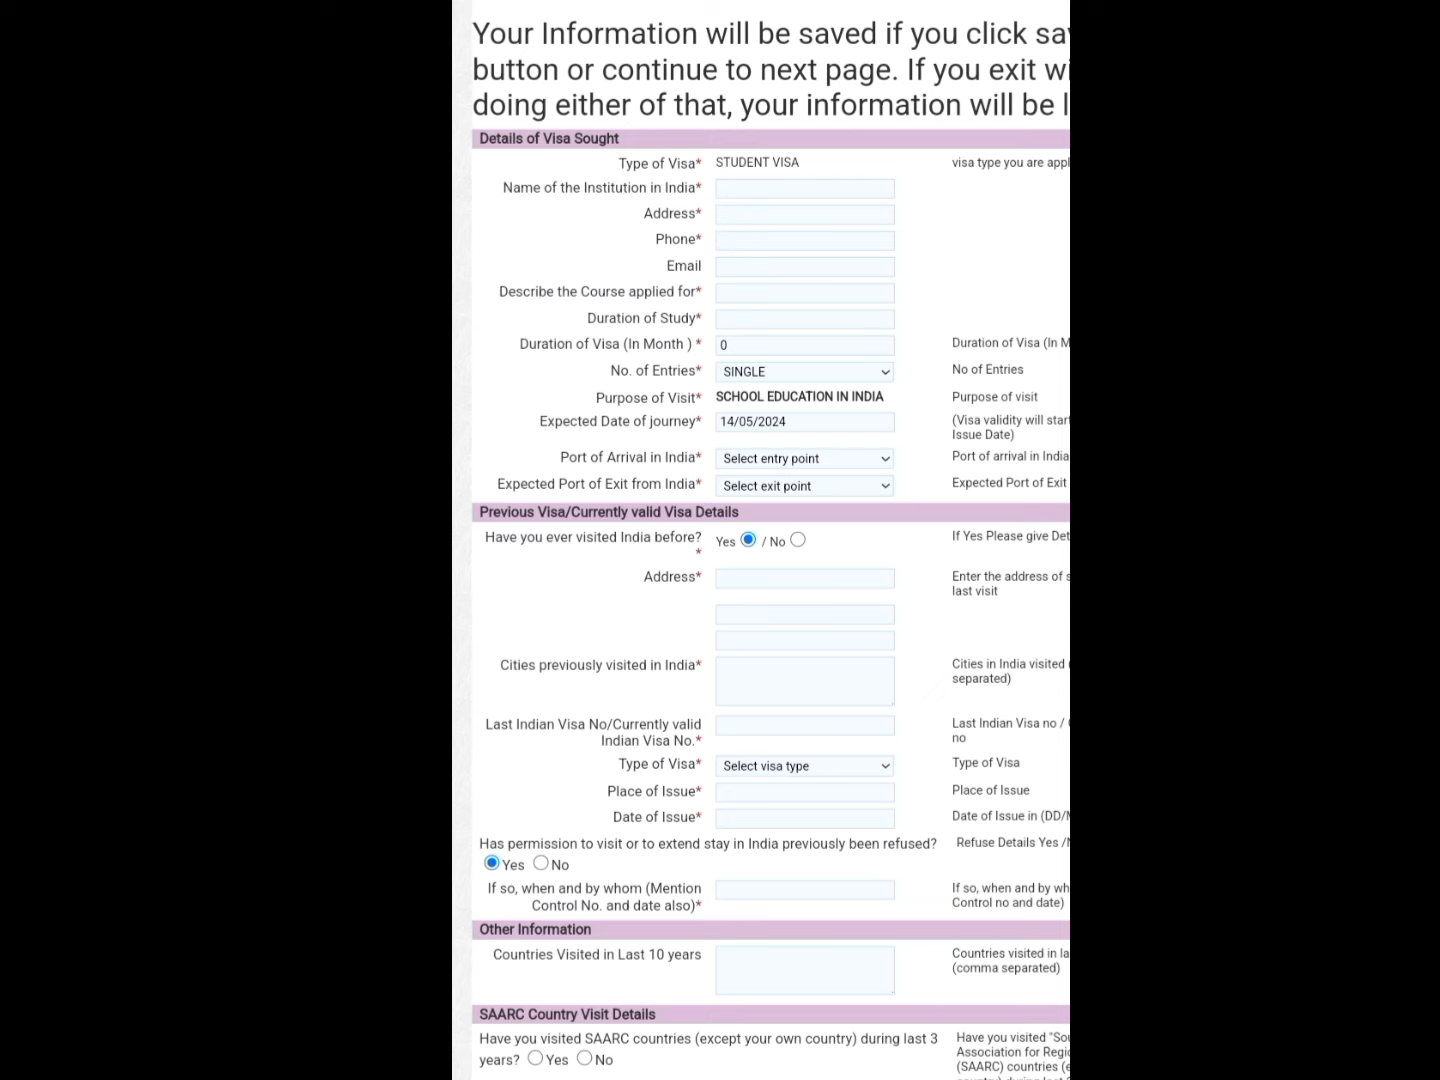 Your Information will be saved if you click sa
button or continue to next page. If you exit
doing either of that, your information will be
Details of Visa Sought
Type of Visa* STUDENT VISA visa type you are appl
Name of the Institution in India*
Address*
Phone*
Email
Describe the Course applied for*
Duration of Study*
Duration of Visa (In Month ) * 0 Duration of Visa (In M
No. of Entries* SINGLE No of Entries
Purpose of Visit* SCHOOL EDUCATION IN INDIA Purpose of visit
Expected Date of journey* 14/05/2024 (Visa validity will star
Issue Date)
Port of Arrival in India* Select entry point Port of arrival in India
Expected Port of Exit from India* Select exit point Expected Port of Exit
Previous Visa/Currently valid Visa Details
Have you ever visited India before? Yes / No If Yes Please give Det
*
Address* Enter the address of s
last visit
Cities previously visited in India* Cities in India visited
separated)
Last Indian Visa No/Currently valid Last Indian Visa no /
Indian Visa No.* no
Type of Visa* Select visa type Type of Visa
Place of Issue* Place of Issue
Date of Issue* Date of Issue in (DD/M
Has permission to visit or to extend stay in India previously been refused? Refuse Details Yes /N
Yes No
If so, when and by whom (Mention If so, when and by wh
Control No. and date also)* Control no and date)
Other Information
Countries Visited in Last 10 years Countries visited in la
(comma separated)
SAARC Country Visit Details
Have you visited SAARC countries (except your own country) during last 3 Have you visited "Sou
years? Yes No Association for Regio
(SAARC) countries (e